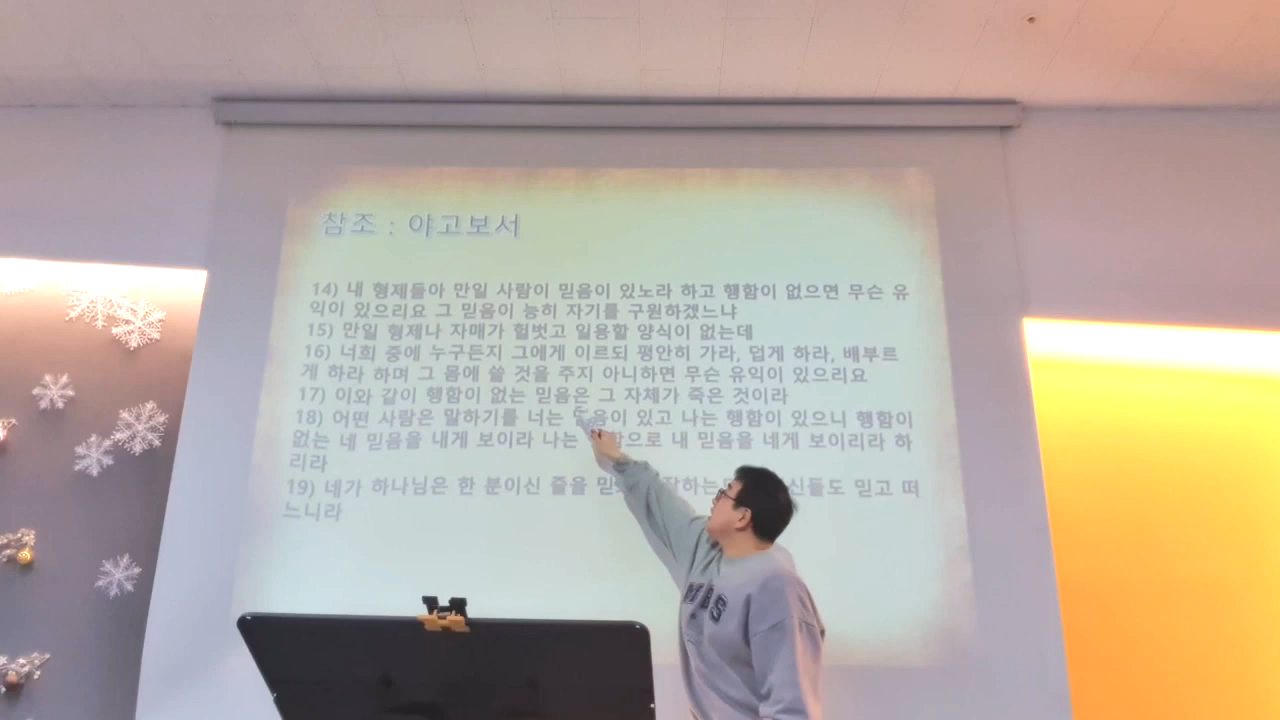 참조 : 야고보서
14) 내 형제들아 만일 사람이 믿음이 있노라 하고 행함이 없으면 무슨 유
익이 있으리요 그 믿음이 능히 자기를 구원하겠느냐
15) 만일 형제나 자매가 헐벗고 일용할 양식이 없는데
16) 너희 중에 누구든지 그에게 이르되 평안히 가라, 덥게 하라, 배부르
게 하라 하며 그 몸에 쓸 것을 주지 아니하면 무슨 유익이 있으리요
17) 이와 같이 행함이 없는 믿음은 그 자체가 죽은 것이라
18) 어떤 사람은 말하기를 너는 믿음이 있고 나는 행함이 있으니 행함이
없는 네 믿음을 내게 보이라 나는 행함으로 내 믿음을 네게 보이리라 하
리라
19) 네가 하나님은 한 분이신 줄을 믿고 떠
느니라